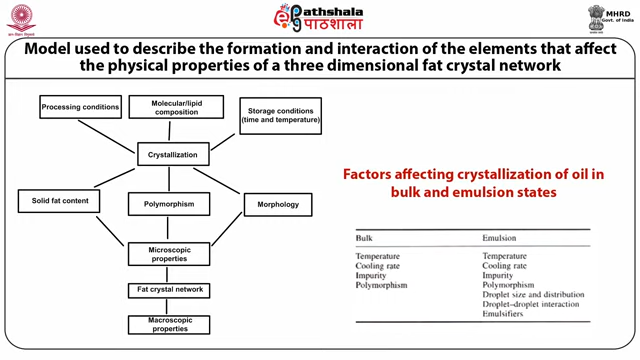 Pathshala
पाठशाला
MHRD
Govt. of India
Model used to describe the formation and interaction of the elements that affect
the physical properties of a three dimensional fat crystal network
Processing conditions
Molecular/lipid
composition
Storage conditions
(time and temperature)
Crystallization
Solid fat content
Polymorphism
Morphology
Microscopic
properties
Fat crystal network
Macroscopic
properties
Factors affecting crystallization of oil in
bulk and emulsion states
Bulk Emulsion
Temperature Temperature
Cooling rate Cooling rate
Impurity Impurity
Polymorphism Polymorphism
Droplet size and distribution
Droplet–droplet interaction
Emulsifiers